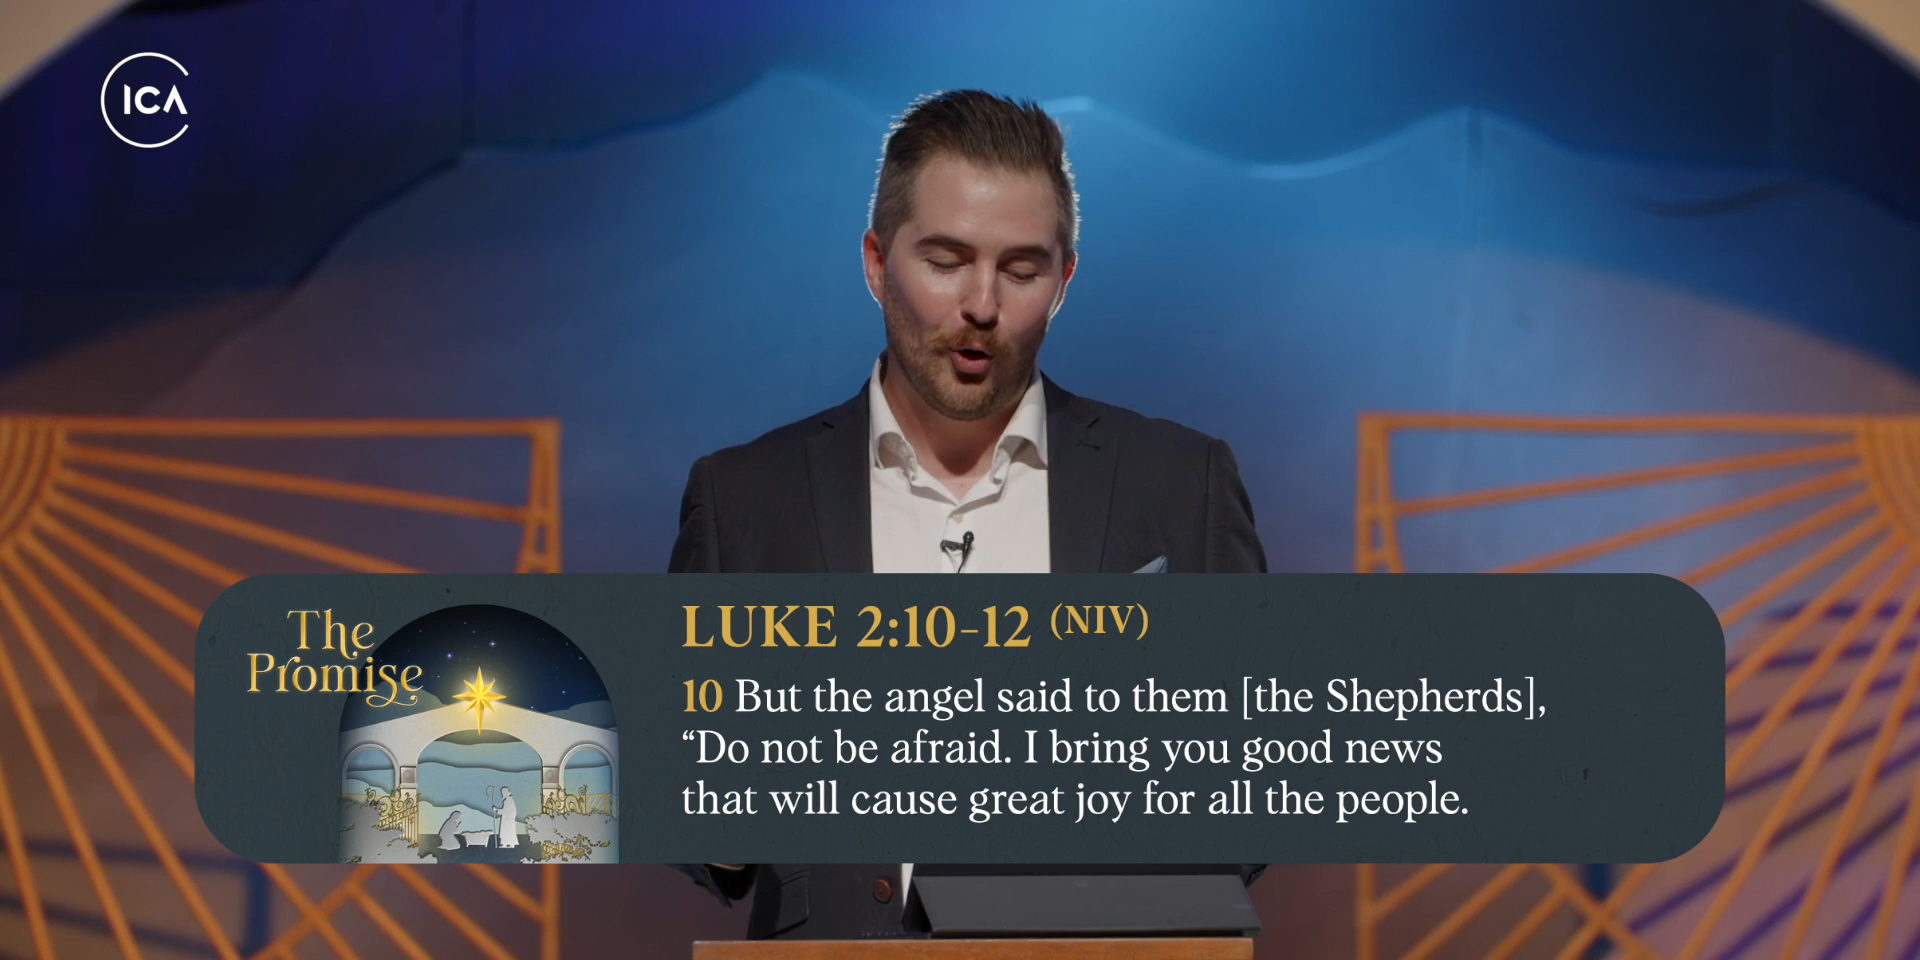 ICA
The
Promise
LUKE 2:10-12 (NIV)
10 But the angel said to them [the Shepherds],
“Do not be afraid. I bring you good news
that will cause great joy for all the people.